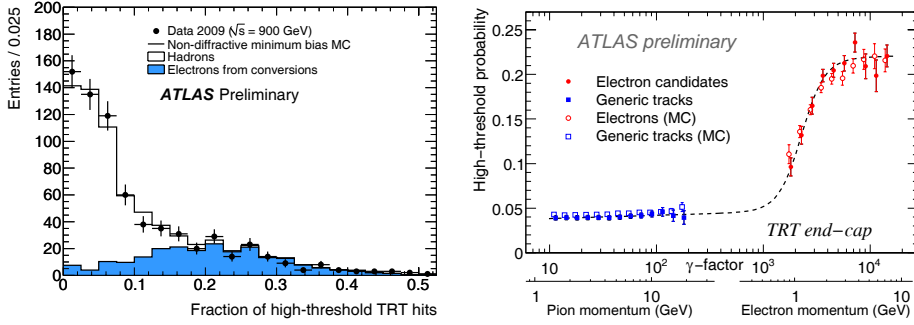 Entries / 0.025
200
180
160
140
120
100
80
60
40
20
0
Data 2009 (√s = 900 GeV)
Non-diffractive minimum bias MC
Hadrons
Electrons from conversions
ATLAS Preliminary
0 0.1 0.2 0.3 0.4 0.5
Fraction of high-threshold TRT hits
High−threshold probability
0.25
0.2
0.15
0.1
0.05
0
ATLAS preliminary
Electron candidates
Generic tracks
Electrons (MC)
Generic tracks (MC)
TRT end−cap
10 10² 10³ 10⁴
γ−factor
1 10 1 10
Pion momentum (GeV) Electron momentum (GeV)